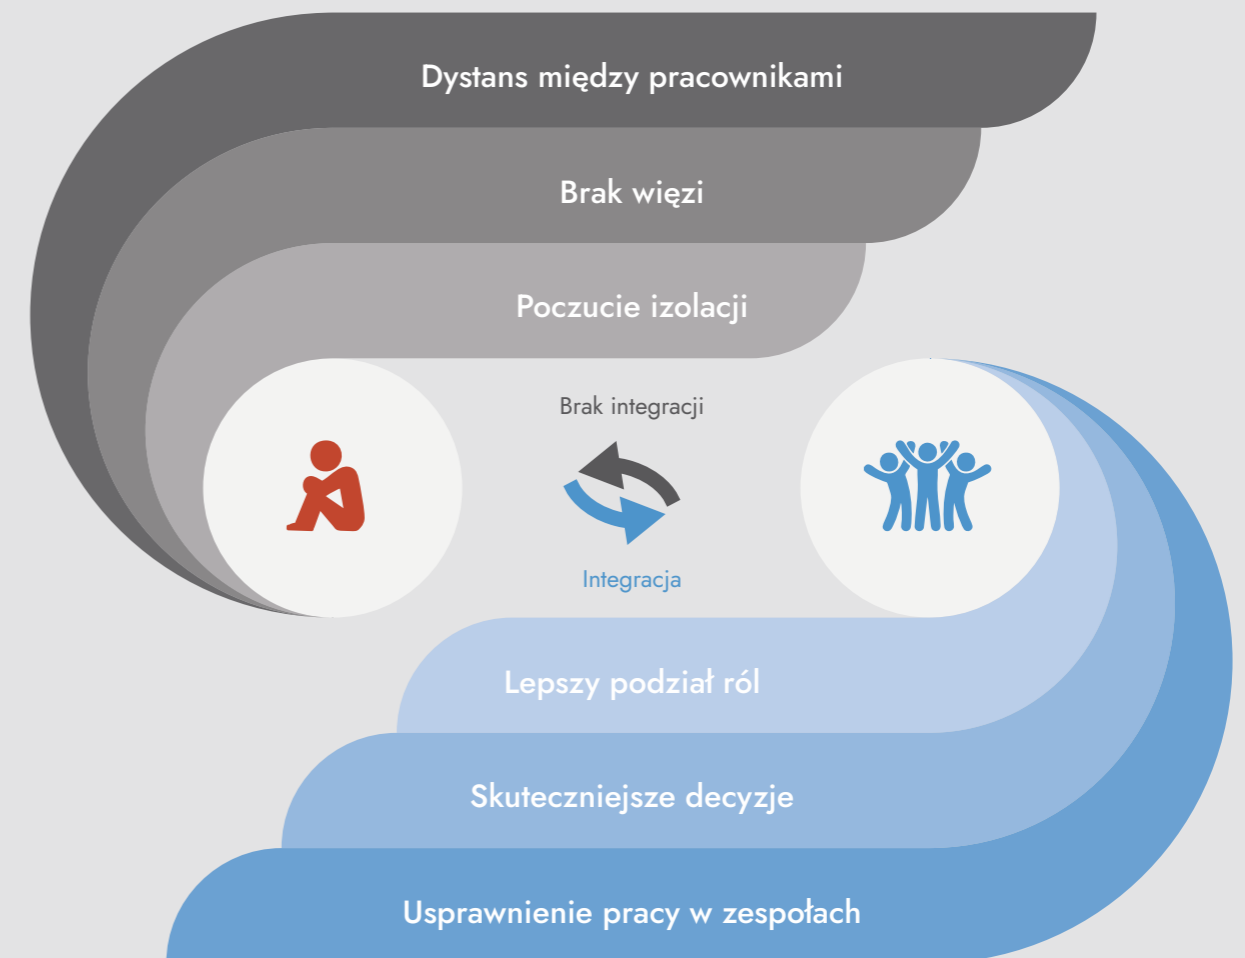 Dystans między pracownikami
Brak więzi
Poczucie izolacji
Brak integracji
Integracja
Lepszy podział ról
Skuteczniejsze decyzje
Usprawnienie pracy w zespołach